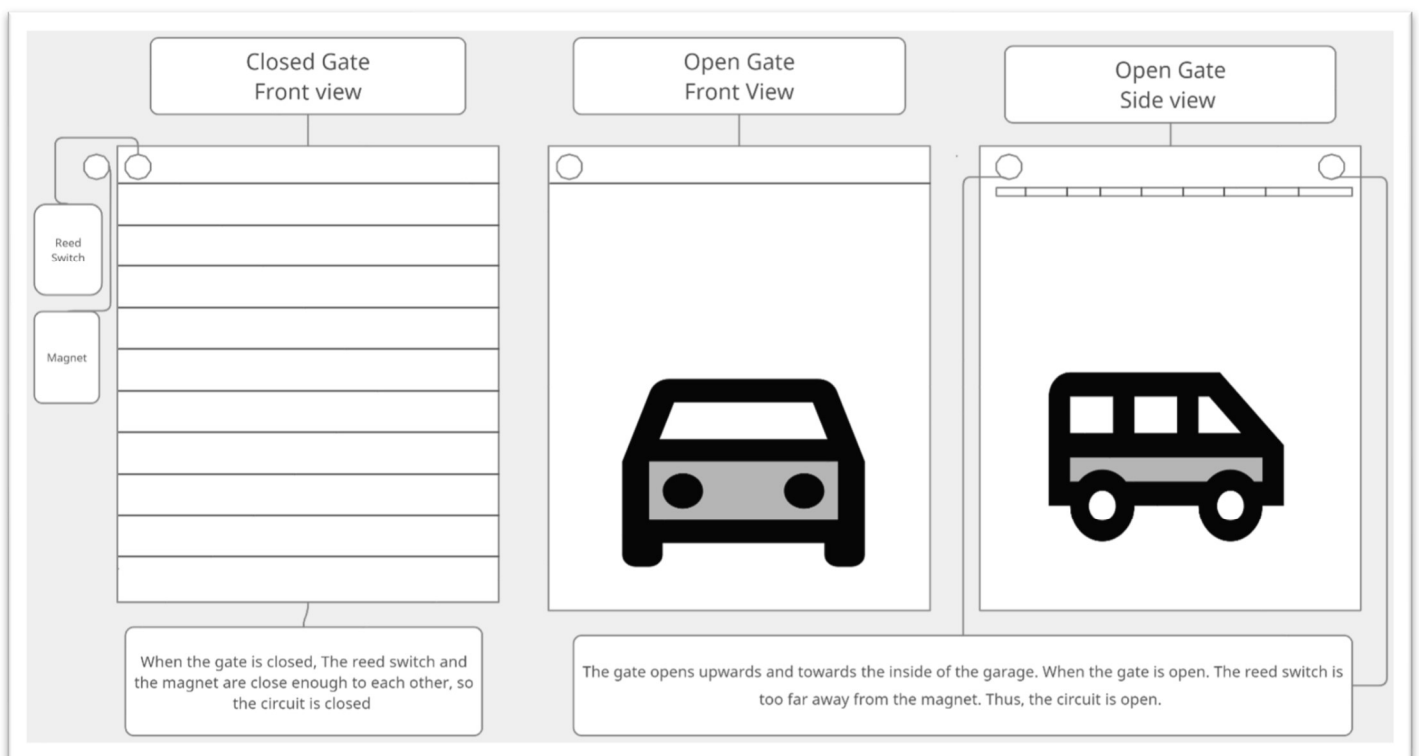 Closed Gate
Front view
Open Gate
Front View
Open Gate
Side view
Reed
Switch
Magnet
When the gate is closed, The reed switch and
the magnet are close enough to each other, so
the circuit is closed
The gate opens upwards and towards the inside of the garage. When the gate is open. The reed switch is
too far away from the magnet. Thus, the circuit is open.